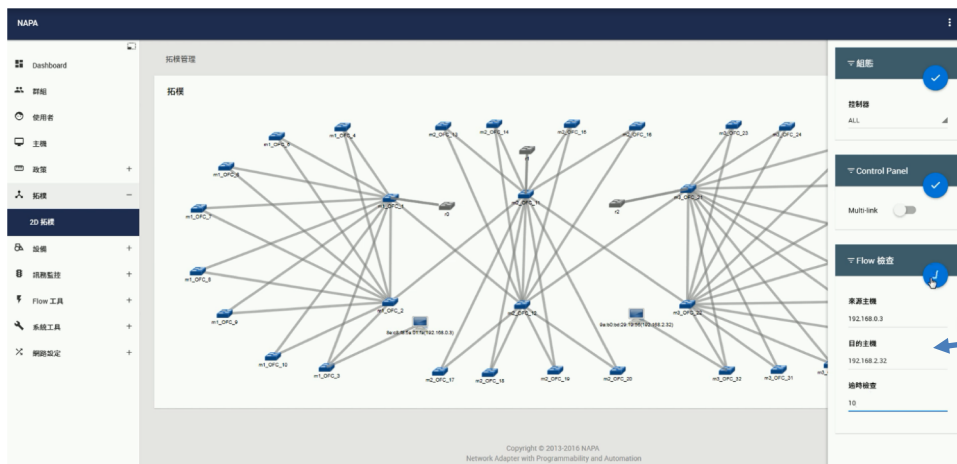 NAPA
Dashboard
群組
使用者
主機
政策
拓樸
2D 拓樸
設備
訊務監控
Flow 工具
系統工具
網路設定
拓樸管理
拓樸
m1_OFC_4
m2_OFC_13
m2_OFC_14
m2_OFC_15
m2_OFC_16
m3_OFC_23
m3_OFC_24
m1_OFC_5
r1
m1_OFC_6
m1_OFC_1
r3
m2_OFC_11
r2
m3_OFC_21
m1_OFC_7
m1_OFC_8
m1_OFC_2
m2_OFC_12
m1_OFC_9
m1_OFC_10
m1_OFC_3
m2_OFC_17
m2_OFC_18
m2_OFC_19
m2_OFC_20
m3_OFC_32
m3_OFC_31
組態
控制器
ALL
Control Panel
Multi-link
Flow 檢查
來源主機
192.168.0.3
目的主機
192.168.2.32
逾時檢查
10
Copyright © 2013-2016 NAPA
Network Adapter with Programmability and Automation